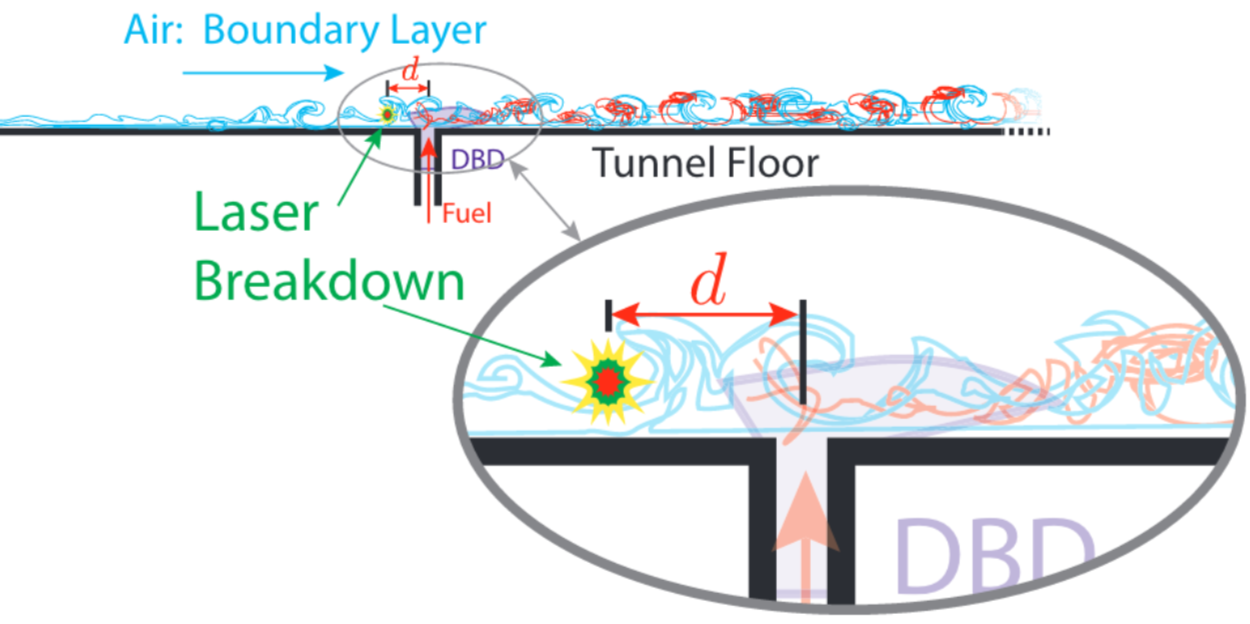 Air: Boundary Layer
d
DBD
Tunnel Floor
Laser
Breakdown
Fuel
d
DBD